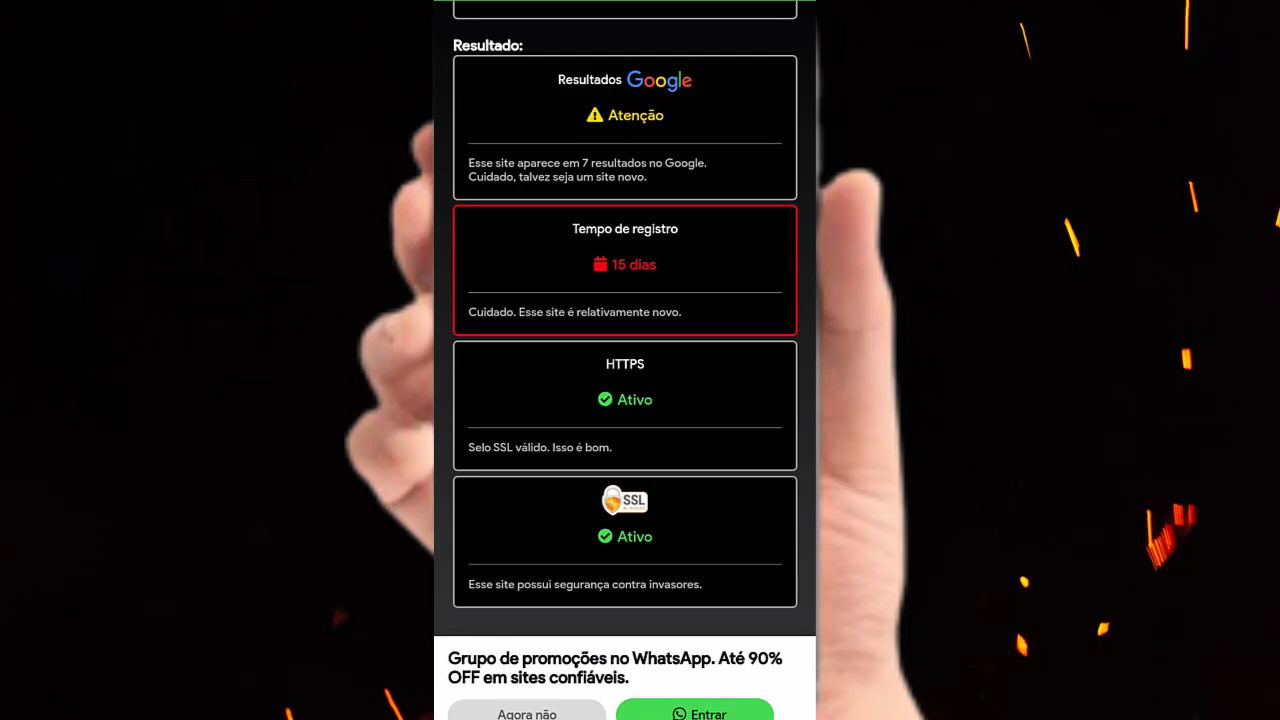 Resultado:
Resultados Google
Atenção
Esse site aparece em 7 resultados no Google.
Cuidado, talvez seja um site novo.
Tempo de registro
15 dias
Cuidado. Esse site é relativamente novo.
HTTPS
Ativo
Selo SSL válido. Isso é bom.
SSL
Ativo
Esse site possui segurança contra invasores.
Grupo de promoções no WhatsApp. Até 90%
OFF em sites confiáveis.
Agora não
Entrar